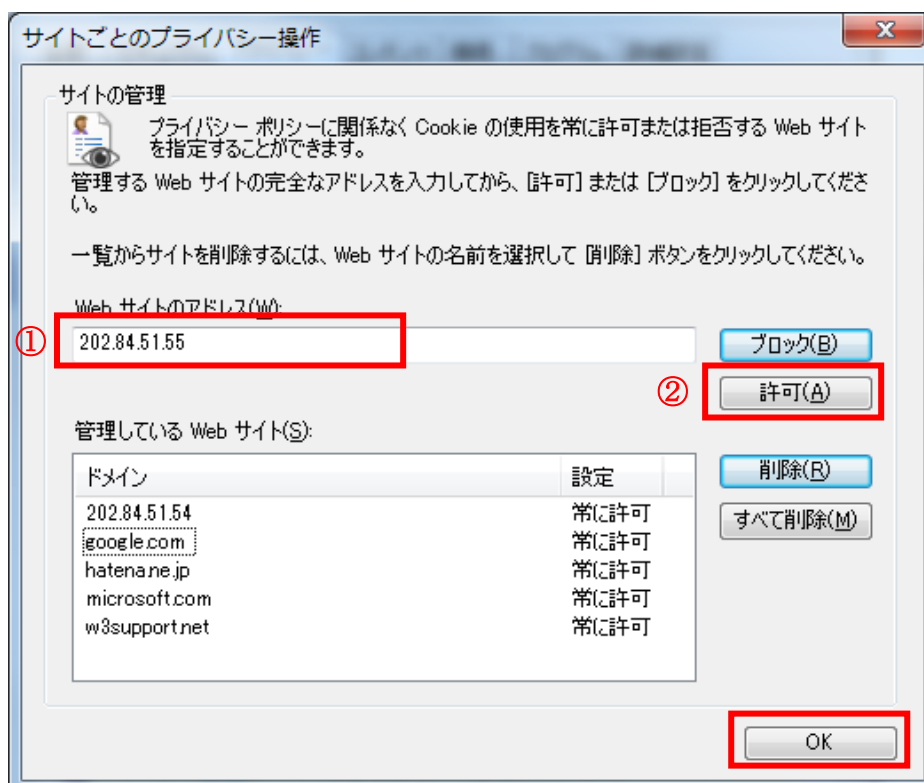 サイトごとのプライバシー操作
サイトの管理
プライバシー ポリシーに関係なく Cookie の使用を常に許可または拒否する Web サイト
を指定することができます。
管理する Web サイトの完全なアドレスを入力してから、[許可] または [ブロック] をクリックしてくださ
い。
一覧からサイトを削除するには、Web サイトの名前を選択して [削除] ボタンをクリックしてください。
Web サイトのアドレス(W):
① 202.84.51.55
ブロック(B)
② 許可(A)
管理している Web サイト(S):
ドメイン 設定
削除(R)
202.84.51.54 常に許可
すべて削除(M)
google.com 常に許可
hatena.ne.jp 常に許可
microsoft.com 常に許可
w3support.net 常に許可
OK